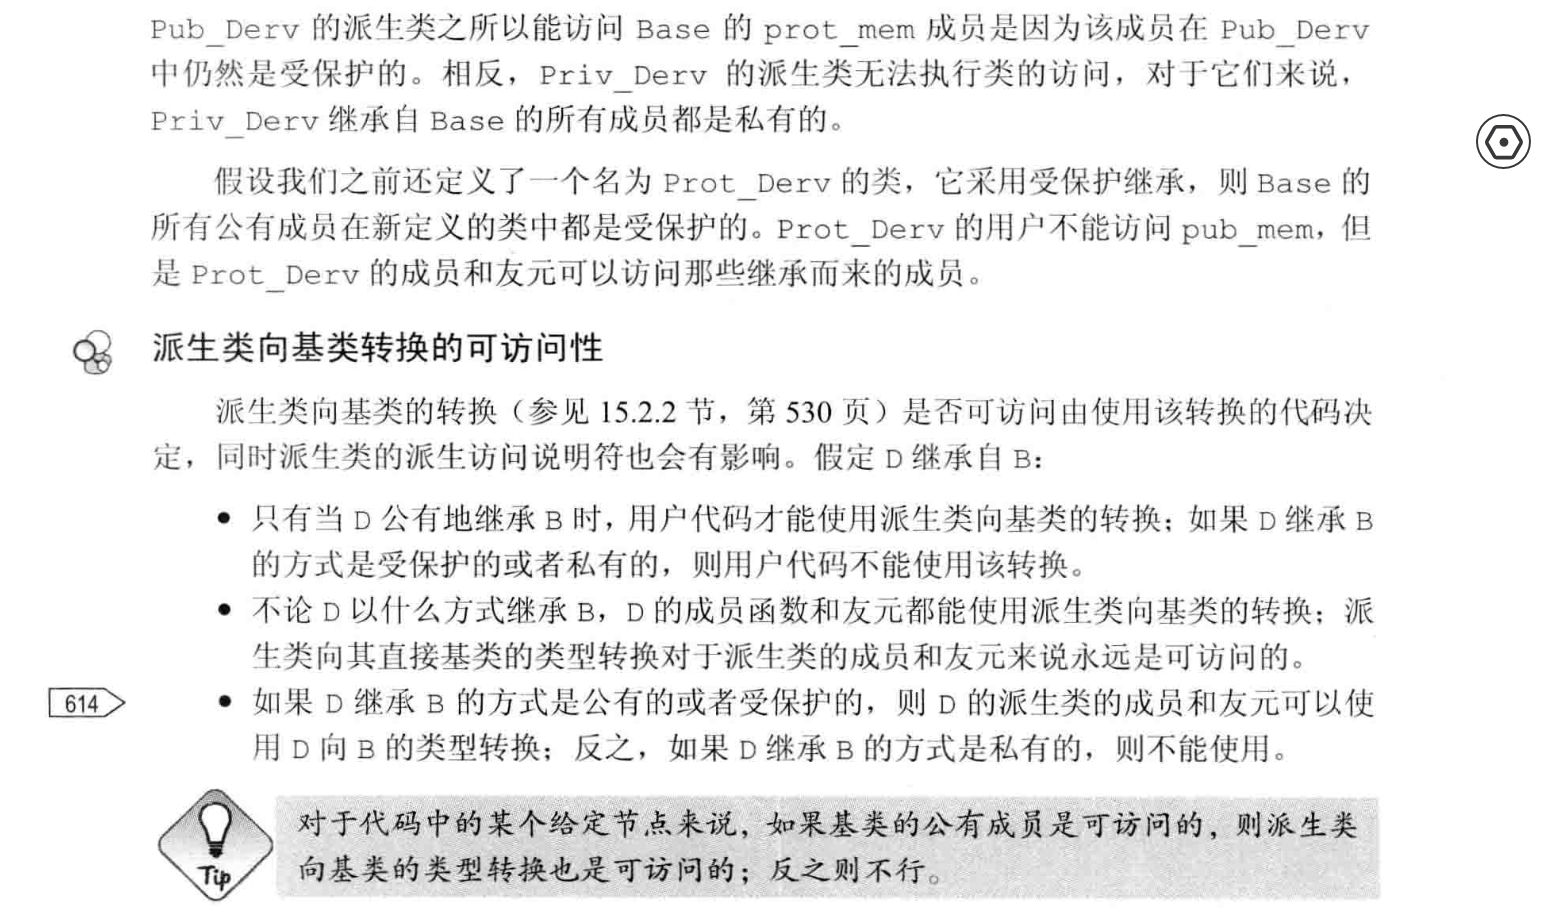 Pub_Derv 的派生类之所以能访问 Base 的 prot_mem 成员是因为该成员在 Pub_Derv
中仍然是受保护的。相反，Priv_Derv 的派生类无法执行类的访问，对于它们来说，
Priv_Derv 继承自 Base 的所有成员都是私有的。
假设我们之前还定义了一个名为 Prot_Derv 的类，它采用受保护继承，则 Base 的
所有公有成员在新定义的类中都是受保护的。Prot_Derv 的用户不能访问 pub_mem，但
是 Prot_Derv 的成员和友元可以访问那些继承而来的成员。
派生类向基类转换的可访问性
派生类向基类的转换（参见 15.2.2 节，第 530 页）是否可访问由使用该转换的代码决
定，同时派生类的派生访问说明符也会有影响。假定 D 继承自 B：
● 只有当 D 公有地继承 B 时，用户代码才能使用派生类向基类的转换；如果 D 继承 B
的方式是受保护的或者私有的，则用户代码不能使用该转换。
● 不论 D 以什么方式继承 B，D 的成员函数和友元都能使用派生类向基类的转换；派
生类向其直接基类的类型转换对于派生类的成员和友元来说永远是可访问的。
614
● 如果 D 继承 B 的方式是公有的或者受保护的，则 D 的派生类的成员和友元可以使
用 D 向 B 的类型转换；反之，如果 D 继承 B 的方式是私有的，则不能使用。
Tip
对于代码中的某个给定节点来说，如果基类的公有成员是可访问的，则派生类
向基类的类型转换也是可访问的；反之则不行。